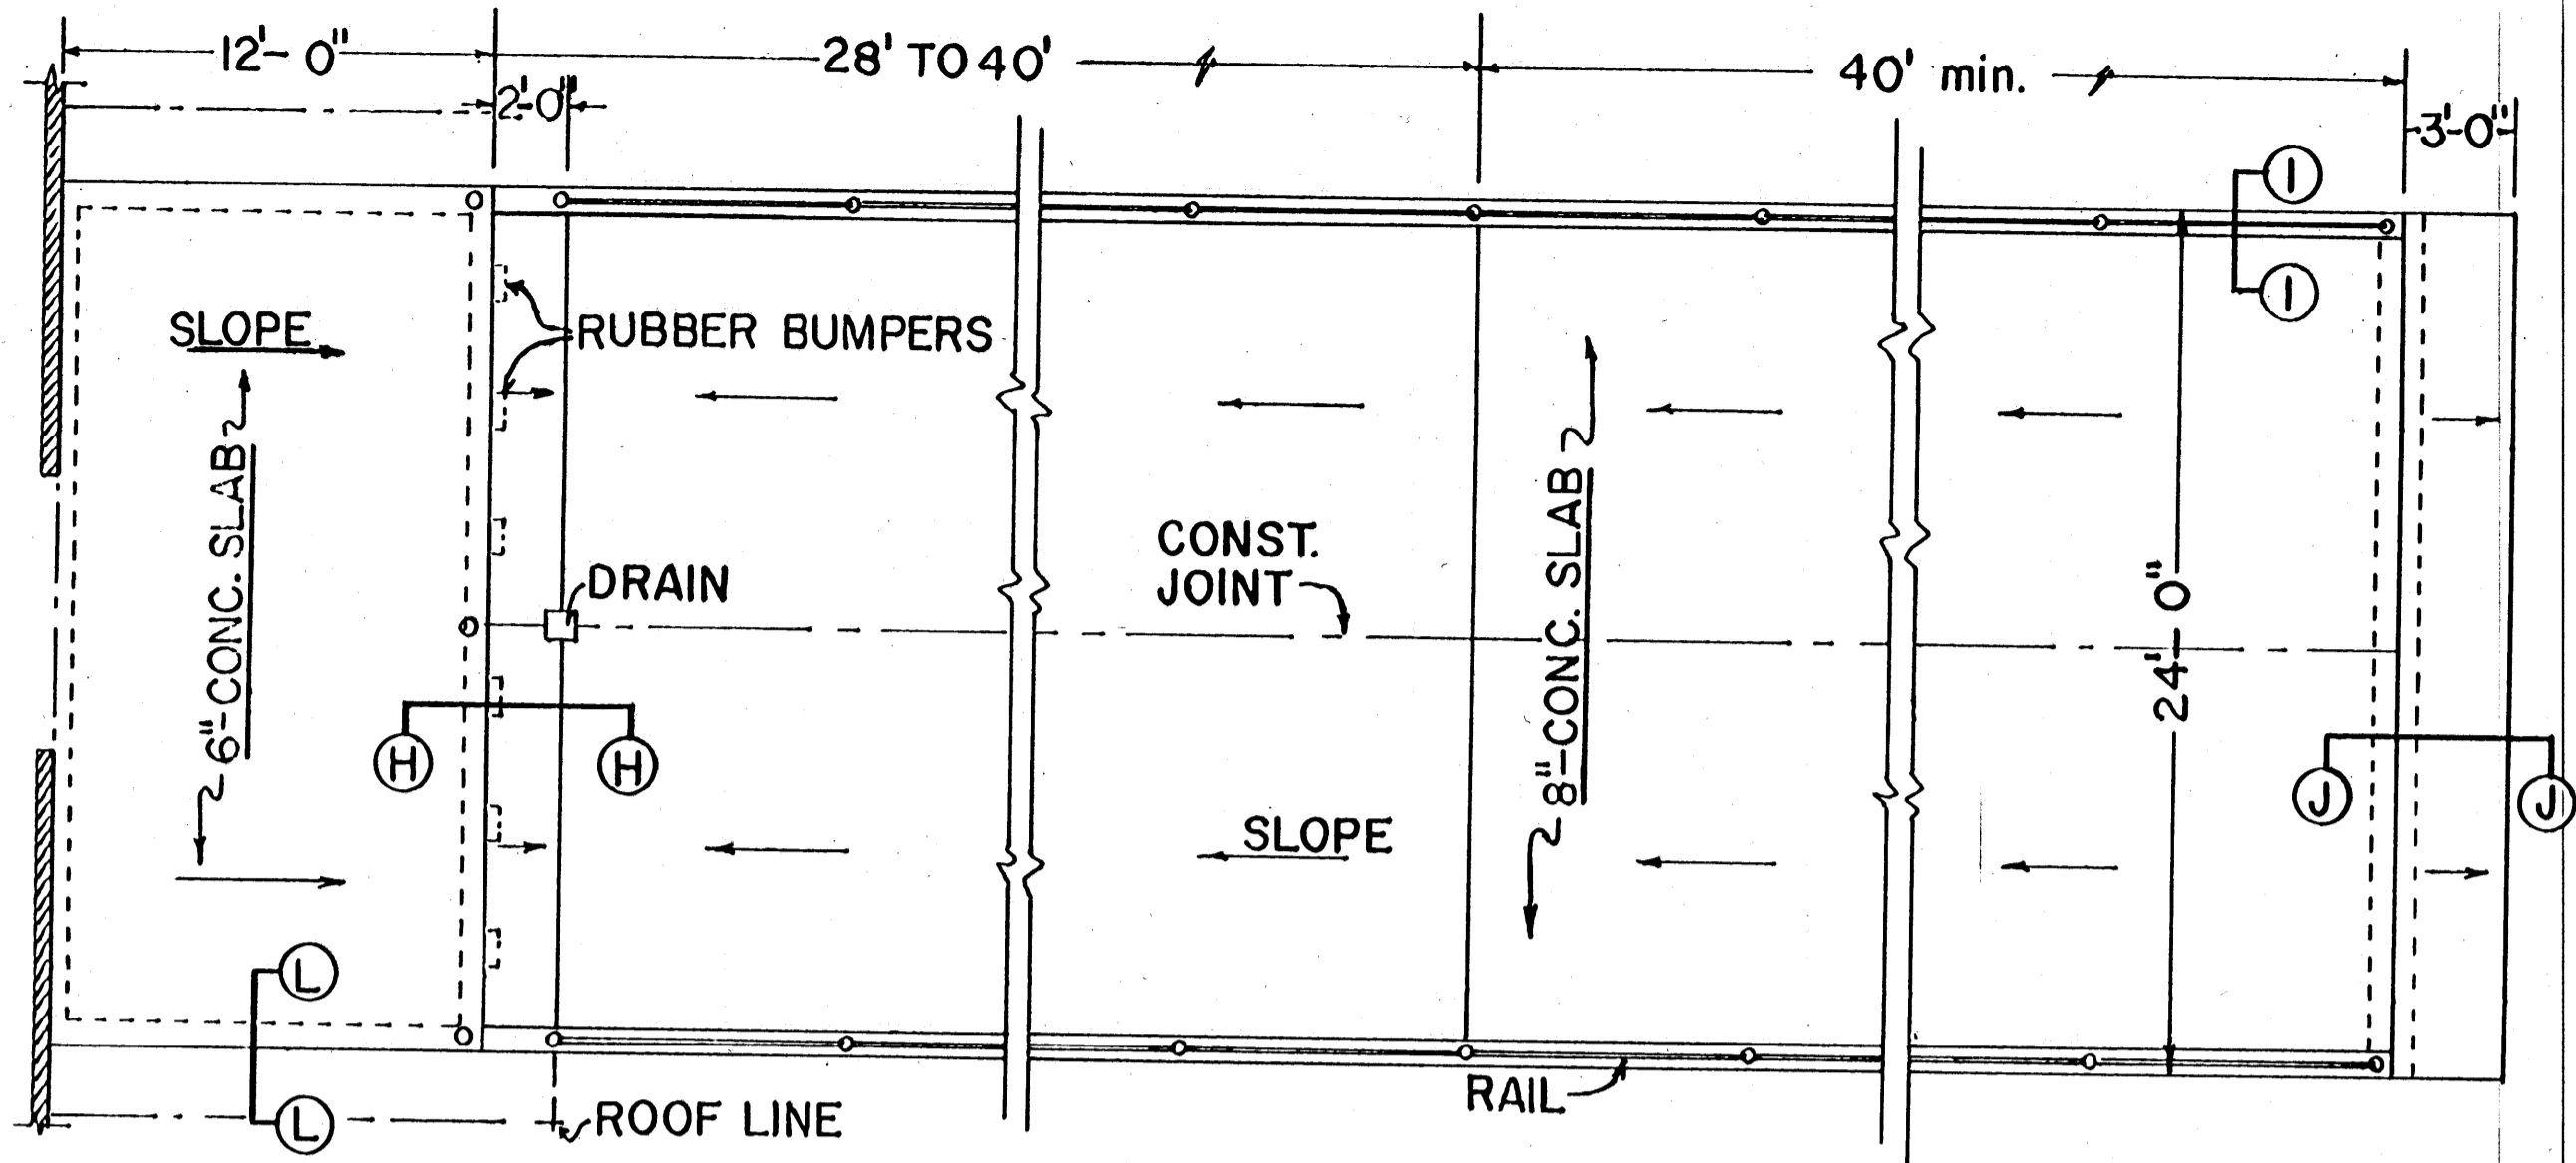 12'-0"
28' TO 40'
40' min.
2'-0"
3'-0"
I
I
SLOPE
RUBBER BUMPERS
6"-CONC. SLAB
8"-CONC. SLAB
CONST.
JOINT
DRAIN
24'-0"
H
H
J
J
SLOPE
L
L
RAIL
ROOF LINE